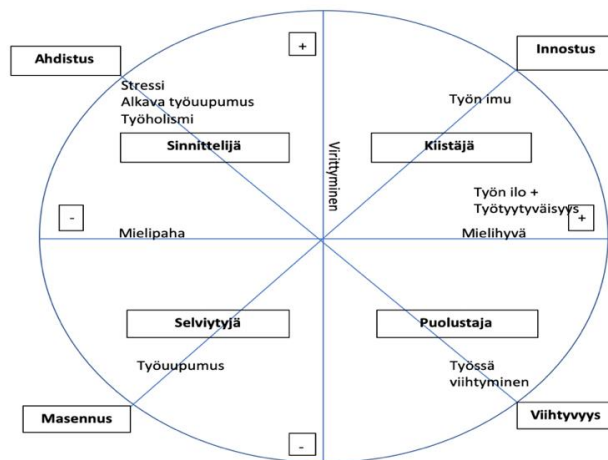 +
Ahdistus
Innostus
Stressi
Alkava työuupumus
Työholismi
Työn imu
Sinnittelijä
Virittyminen
Kiistäjä
Työn ilo +
Työtyytyväisyys
-
+
Mielipaha
Mielihyvä
Selviytyjä
Puolustaja
Työuupumus
Työssä
viihtyminen
Masennus
Viihtyvyys
-